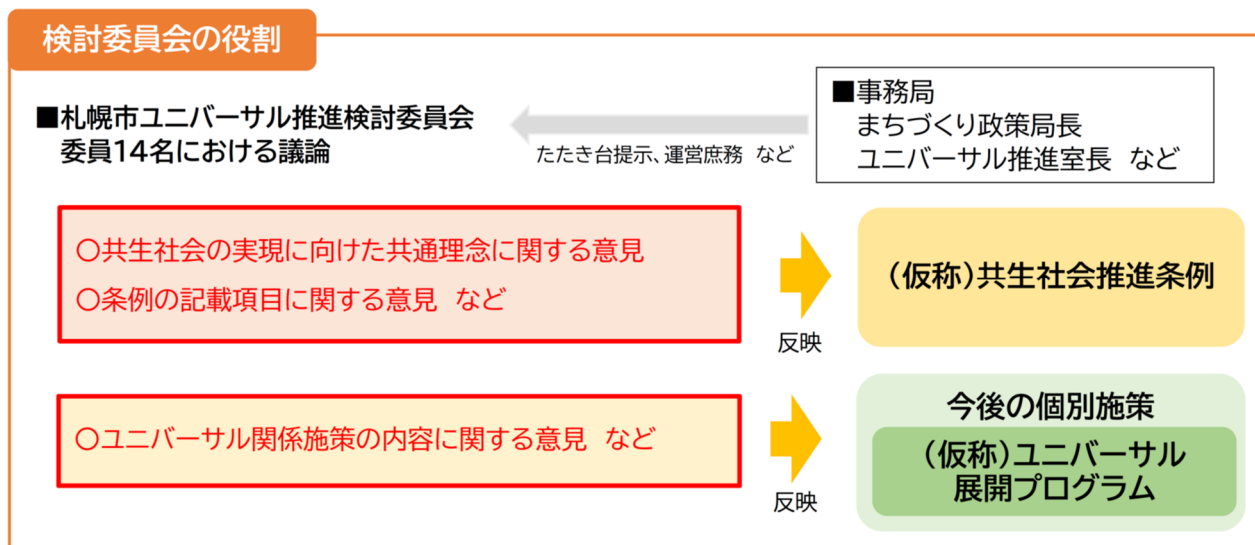 検討委員会の役割
■札幌市ユニバーサル推進検討委員会
委員14名における議論
たたき台提示、運営庶務 など
■事務局
まちづくり政策局長
ユニバーサル推進室長 など
〇共生社会の実現に向けた共通理念に関する意見
〇条例の記載項目に関する意見 など
反映
(仮称)共生社会推進条例
〇ユニバーサル関係施策の内容に関する意見 など
反映
今後の個別施策
(仮称)ユニバーサル
展開プログラム